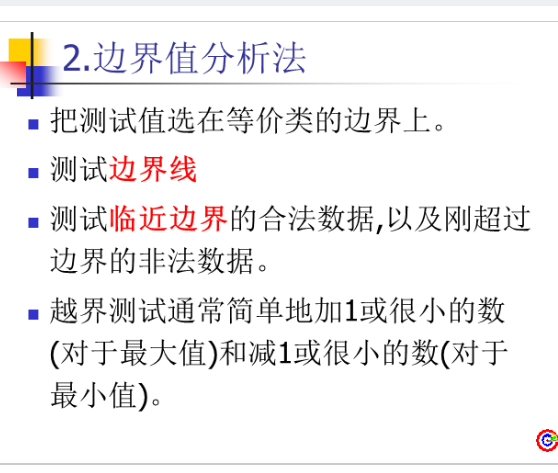 2.边界值分析法
把测试值选在等价类的边界上。
测试边界线
测试临近边界的合法数据,以及刚超过
边界的非法数据。
越界测试通常简单地加1或很小的数
(对于最大值)和减1或很小的数(对于
最小值)。